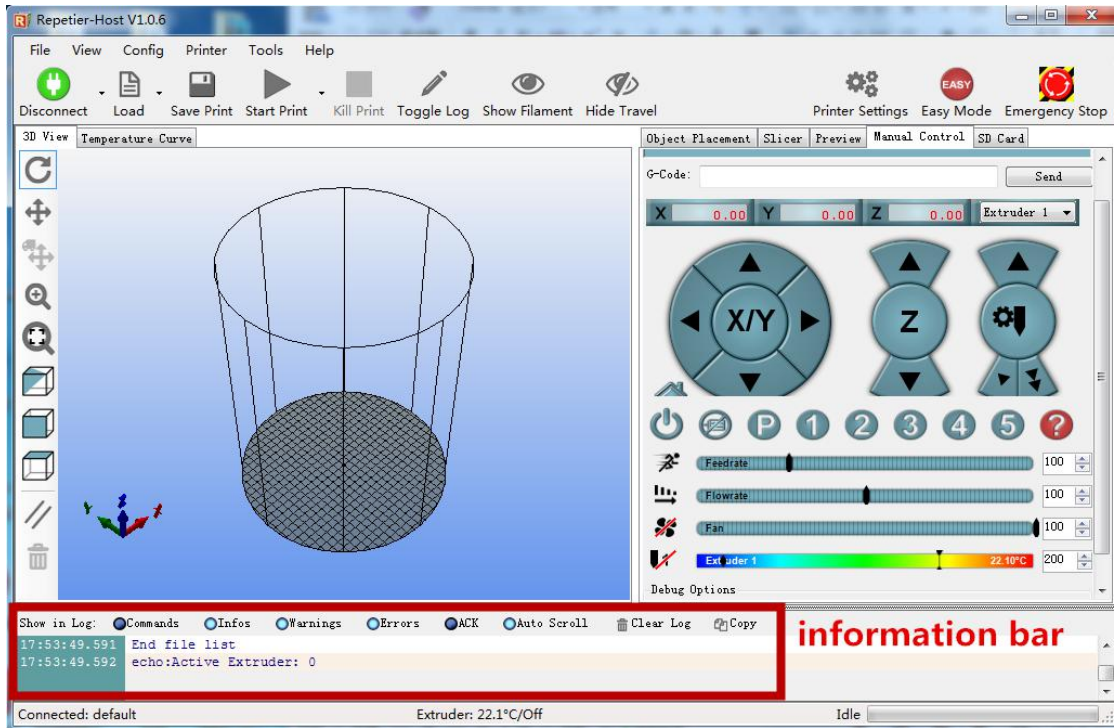 Repetier-Host V1.0.6
File View Config Printer Tools Help
Disconnect Load Save Print Start Print Kill Print Toggle Log Show Filament Hide Travel Printer Settings Easy Mode Emergency Stop
EASY
3D View Temperature Curve
Object Placement Slicer Preview Manual Control SD Card
G-Code: Send
X 0.00 Y 0.00 Z 0.00 Extruder 1
X/Y Z
P 1 2 3 4 5 ?
Feedrate 100
Flowrate 100
Fan 100
1 Extruder 1 22.10°C 200
Debug Options
Show in Log: Commands Infos Warnings Errors ACK Auto Scroll Clear Log Copy
information bar
17:53:49.591 End file list
17:53:49.592 echo:Active Extruder: 0
Connected: default Extruder: 22.1°C/Off Idle